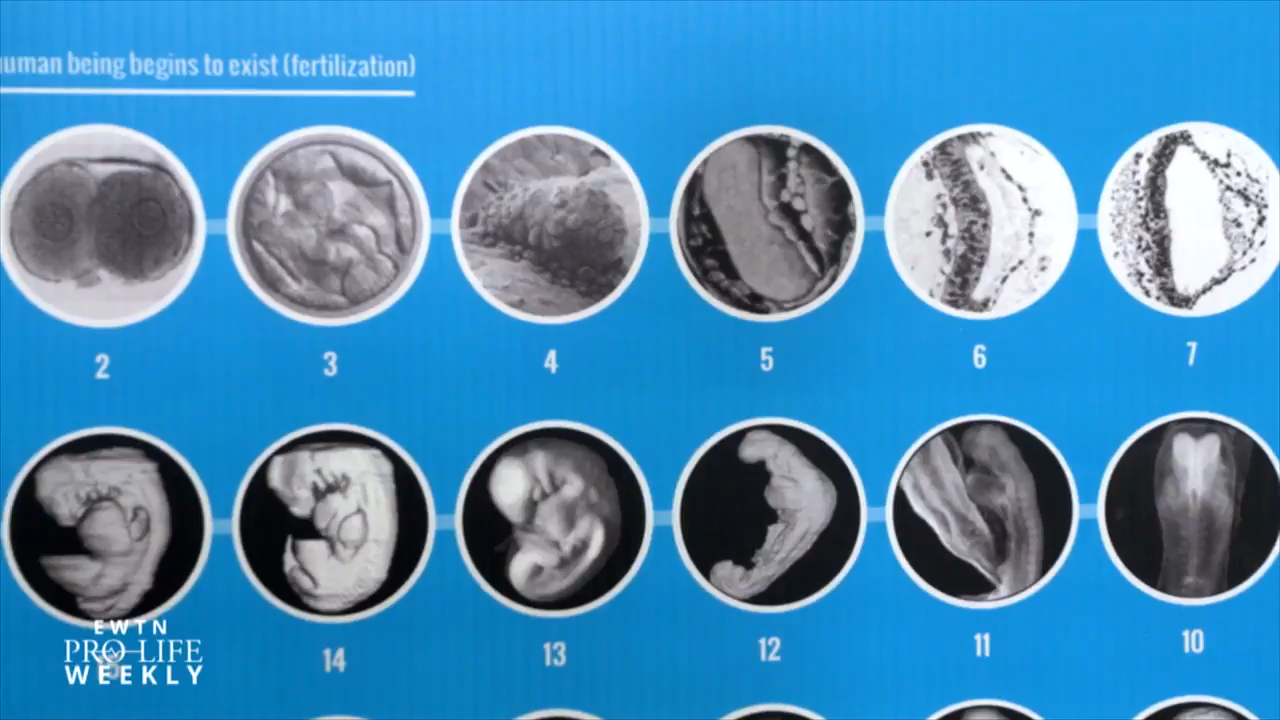 uman being begins to exist (fertilization)
2 3 4 5 6 7
14 13 12 11 10
EWTN
PRO-LIFE
WEEKLY